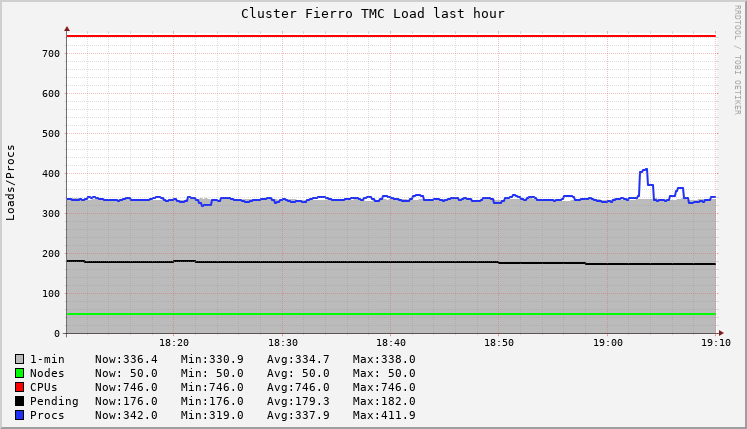 Cluster Fierro TMC Load last hour
RRDTOOL / TOBI OETIKER
Loads/Procs
700
600
500
400
300
200
100
0
18:20 18:30 18:40 18:50 19:00 19:10
1-min Now:336.4 Min:330.9 Avg:334.7 Max:338.0
Nodes Now: 50.0 Min: 50.0 Avg: 50.0 Max: 50.0
CPUs Now:746.0 Min:746.0 Avg:746.0 Max:746.0
Pending Now:176.0 Min:176.0 Avg:179.3 Max:182.0
Procs Now:342.0 Min:319.0 Avg:337.9 Max:411.9